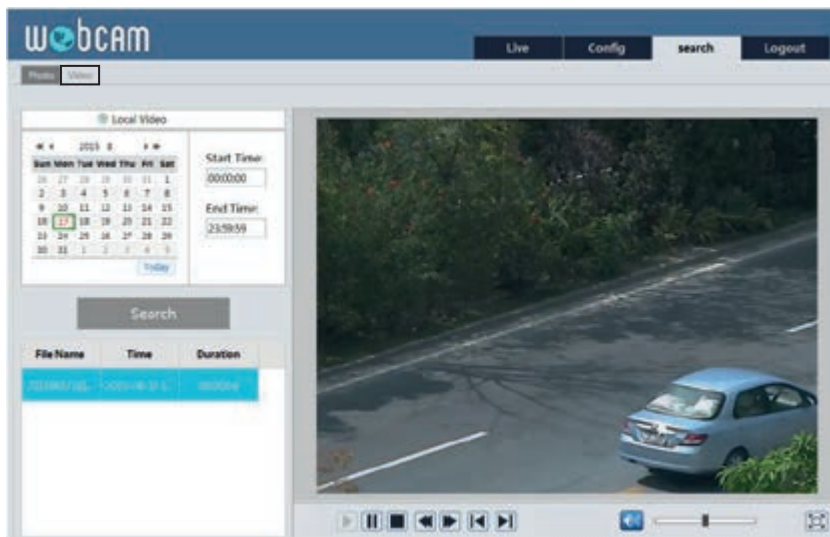 webcam
Live Config search Logout
Photo Video
Local Video
2015 8
Sun Mon Tue Wed Thu Fri Sat
26 27 28 29 30 31 1
2 3 4 5 6 7 8
9 10 11 12 13 14 15
16 17 18 19 20 21 22
23 24 25 26 27 28 29
30 31 1 2 3 4 5
Today
Start Time:
00:00:00
End Time:
23:59:59
Search
File Name Time Duration